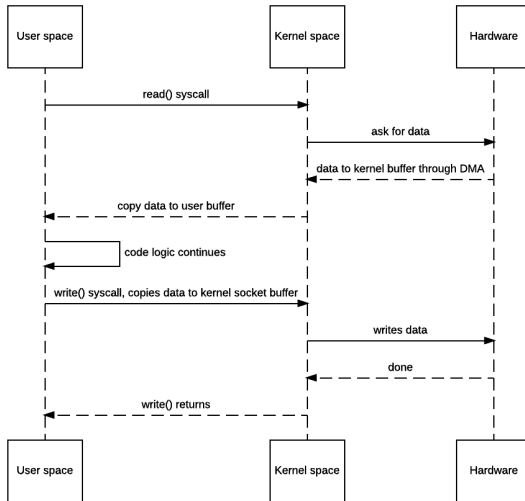 User space
Kernel space
Hardware
read() syscall
ask for data
data to kernel buffer through DMA
copy data to user buffer
code logic continues
write() syscall, copies data to kernel socket buffer
writes data
done
write() returns
User space
Kernel space
Hardware